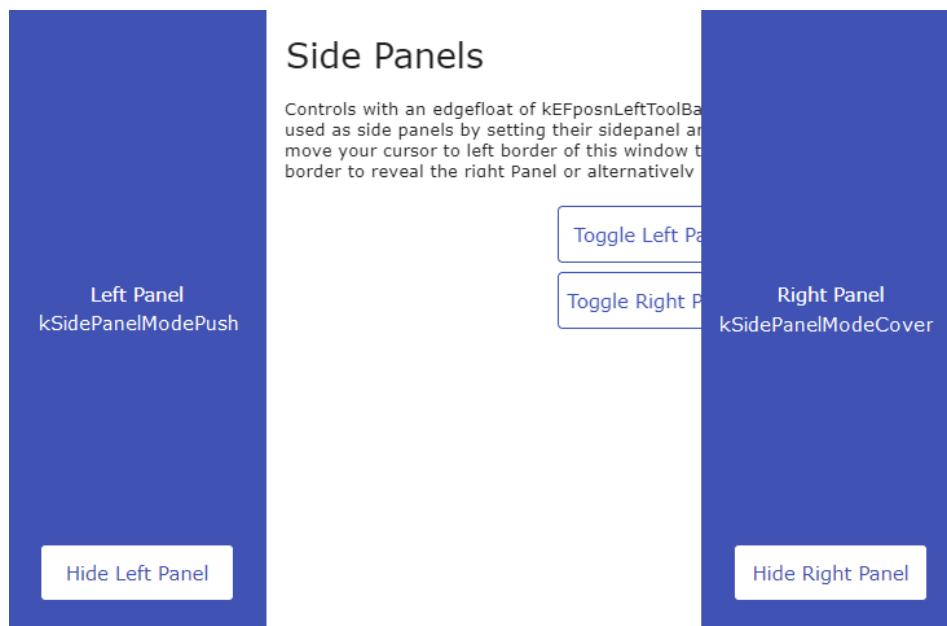 Side Panels
Controls with an edgefloat of kEFposnLeftToolBa
used as side panels by setting their sidepanel
move your cursor to left border of this window
border to reveal the right Panel or alternatively
Toggle Left
Toggle Right
Left Panel
kSidePanelModePush
Hide Left Panel
Right Panel
kSidePanelModeCover
Hide Right Panel